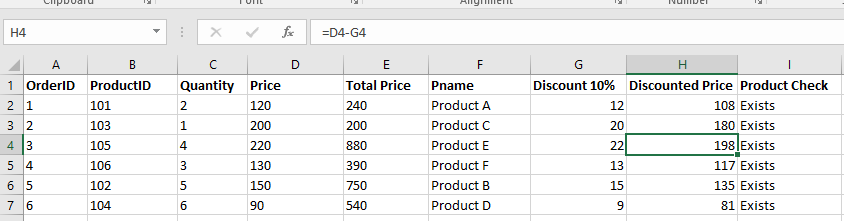 Clipboard Font Alignment Number
H4 fx =D4-G4
A B C D E F G H I
1 OrderID ProductID Quantity Price Total Price Pname Discount 10% Discounted Price Product Check
2 1 101 2 120 240 Product A 12 108 Exists
3 2 103 1 200 200 Product C 20 180 Exists
4 3 105 4 220 880 Product E 22 198 Exists
5 4 106 3 130 390 Product F 13 117 Exists
6 5 102 5 150 750 Product B 15 135 Exists
7 6 104 6 90 540 Product D 9 81 Exists